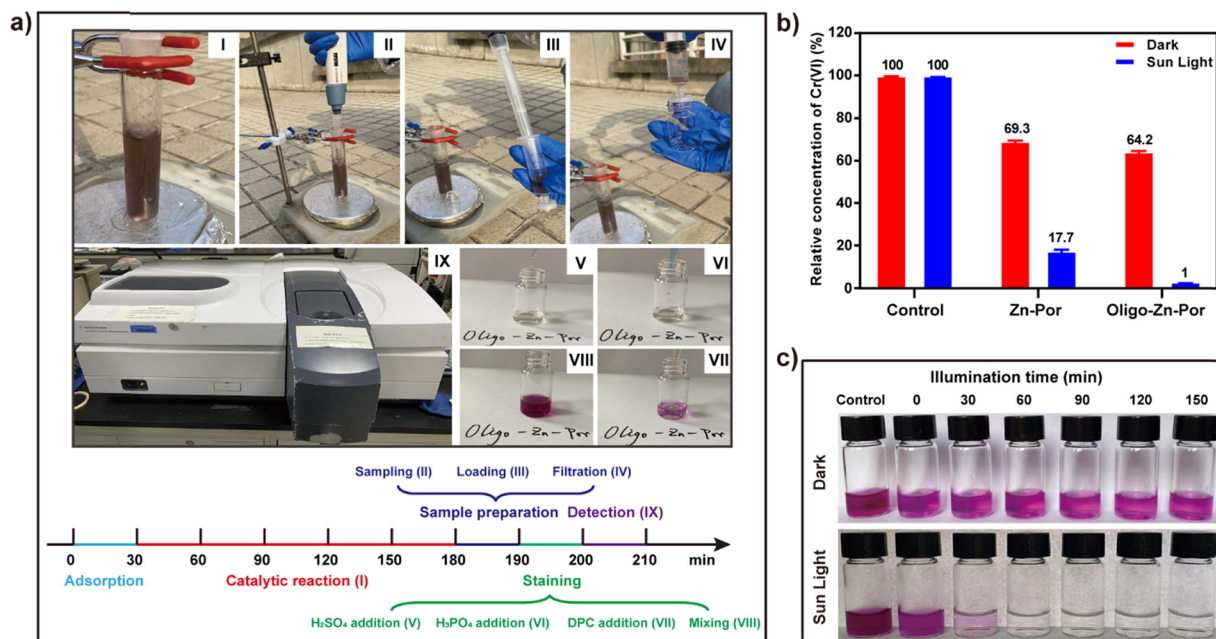 a)
I
II
III
IV
IX
V
VI
Oligo-Zn-Por
Oligo-Zn-Por
VIII
VII
Oligo-Zn-Por
Oligo-Zn-Por
Sampling (II) Loading (III) Filtration (IV)
Sample preparation Detection (IX)
0 30 60 90 120 150 180 190 200 210 min
Adsorption Catalytic reaction (I) Staining
H₂SO₄ addition (V) H₃PO₄ addition (VI) DPC addition (VII) Mixing (VIII)
b)
Relative concentration of Cr(VI) (%)
120
100
80
60
40
20
0
Dark
Sun Light
100 100
69.3
17.7
64.2
1
Control Zn-Por Oligo-Zn-Por
c)
Illumination time (min)
Control 0 30 60 90 120 150
Dark
Sun Light